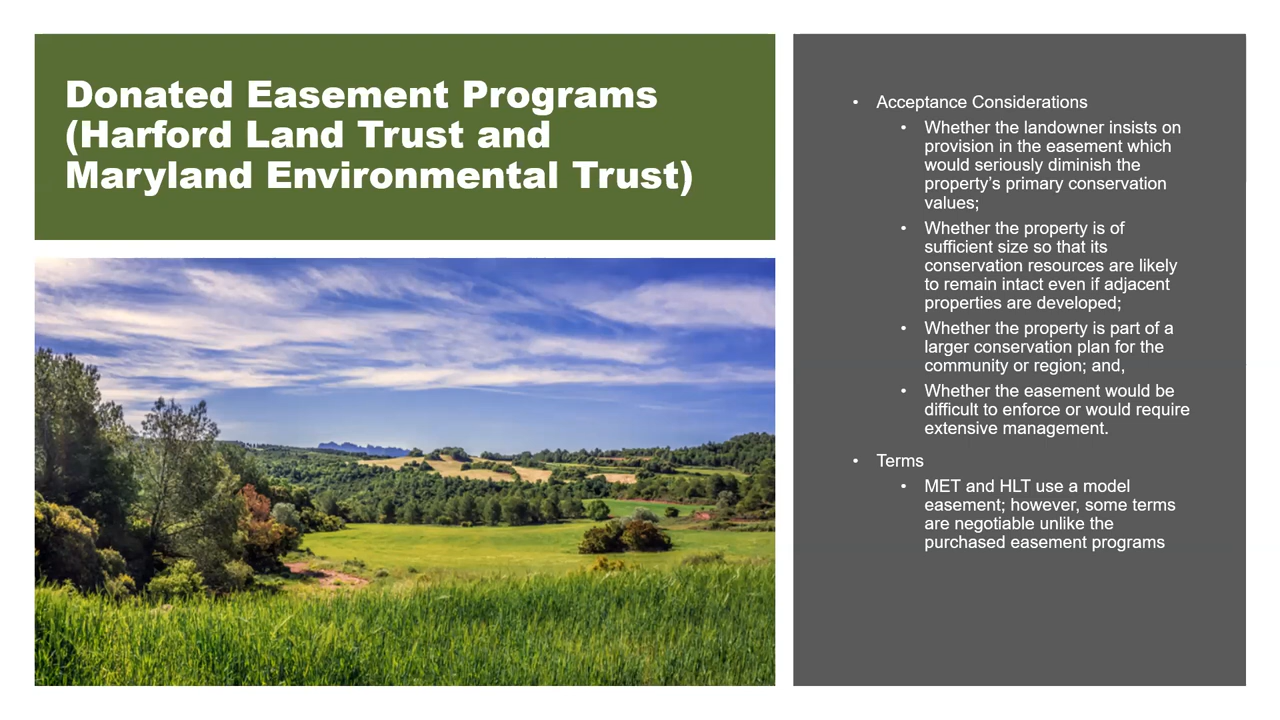 Donated Easement Programs
(Harford Land Trust and
Maryland Environmental Trust)
• Acceptance Considerations
• Whether the landowner insists on
provision in the easement which
would seriously diminish the
property's primary conservation
values;
• Whether the property is of
sufficient size so that its
conservation resources are likely
to remain intact even if adjacent
properties are developed;
• Whether the property is part of a
larger conservation plan for the
community or region; and,
• Whether the easement would be
difficult to enforce or would require
extensive management.
• Terms
• MET and HLT use a model
easement; however, some terms
are negotiable unlike the
purchased easement programs